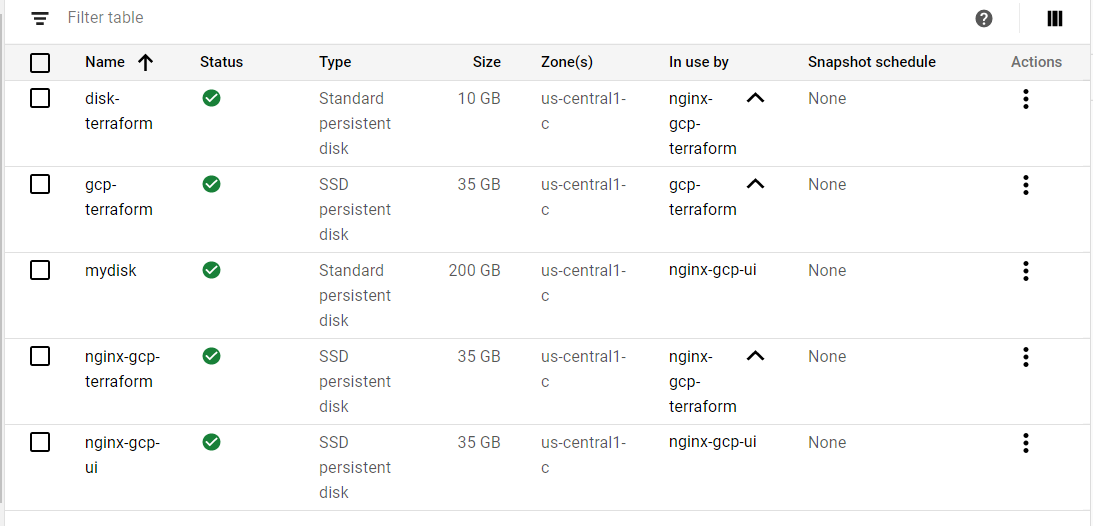 Filter table
Name Status Type Size Zone(s) In use by Snapshot schedule Actions
disk- Standard 10 GB us-central1- nginx- None
terraform persistent c gcp-
disk terraform
gcp- SSD 35 GB us-central1- gcp- None
terraform persistent c terraform
disk
mydisk Standard 200 GB us-central1- nginx-gcp-ui None
persistent c
disk
nginx-gcp- SSD 35 GB us-central1- nginx- None
terraform persistent c gcp-
disk terraform
nginx-gcp- SSD 35 GB us-central1- nginx-gcp-ui None
ui persistent c
disk